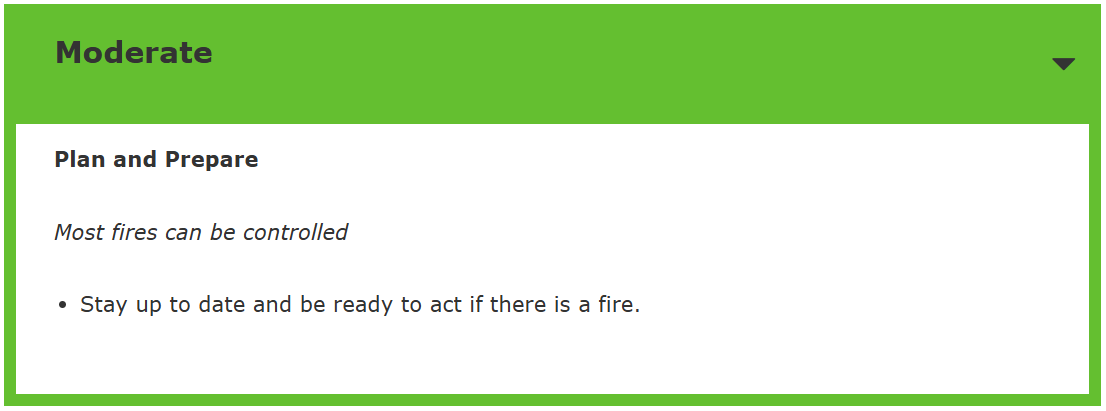 Moderate
Plan and Prepare
Most fires can be controlled
• Stay up to date and be ready to act if there is a fire.